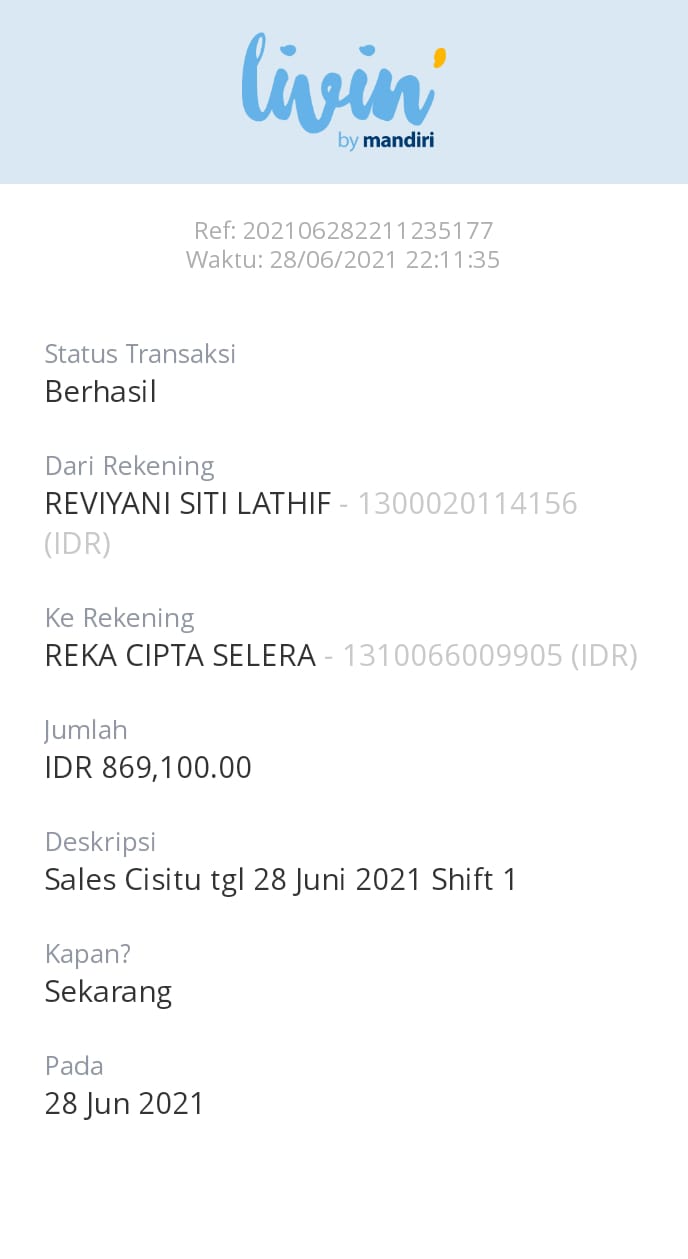 livin'
by mandiri
Ref: 202106282211235177
Waktu: 28/06/2021 22:11:35
Status Transaksi
Berhasil
Dari Rekening
REVIYANI SITI LATHIF - 1300020114156
(IDR)
Ke Rekening
REKA CIPTA SELERA - 1310066009905 (IDR)
Jumlah
IDR 869,100.00
Deskripsi
Sales Cisitu tgl 28 Juni 2021 Shift 1
Kapan?
Sekarang
Pada
28 Jun 2021